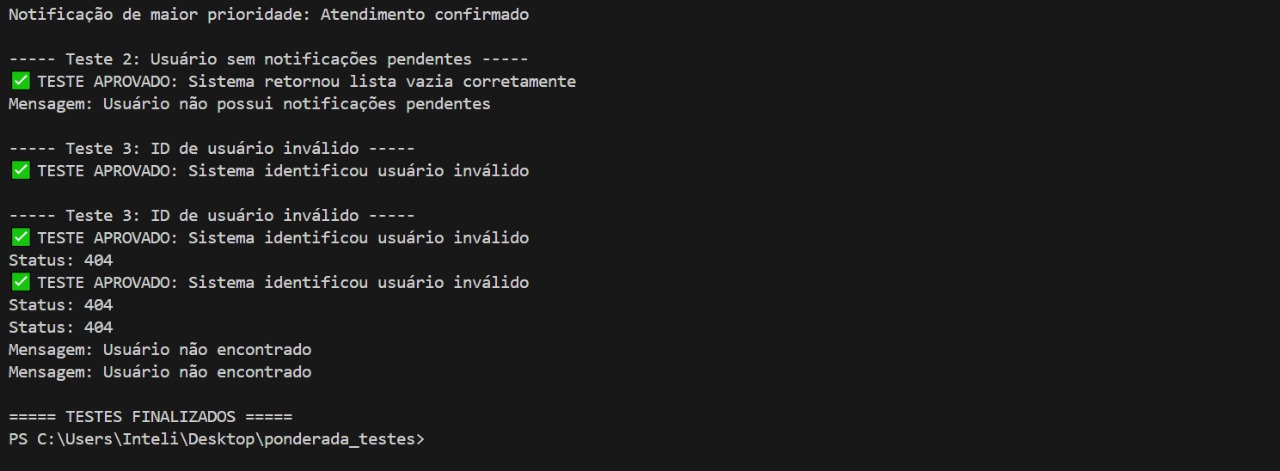 Notificação de maior prioridade: Atendimento confirmado
----- Teste 2: Usuário sem notificações pendentes -----
✅ TESTE APROVADO: Sistema retornou lista vazia corretamente
Mensagem: Usuário não possui notificações pendentes
----- Teste 3: ID de usuário inválido -----
✅ TESTE APROVADO: Sistema identificou usuário inválido
----- Teste 3: ID de usuário inválido -----
✅ TESTE APROVADO: Sistema identificou usuário inválido
Status: 404
✅ TESTE APROVADO: Sistema identificou usuário inválido
Status: 404
Status: 404
Mensagem: Usuário não encontrado
Mensagem: Usuário não encontrado
===== TESTES FINALIZADOS =====
PS C:\Users\Inteli\Desktop\ponderada_testes>